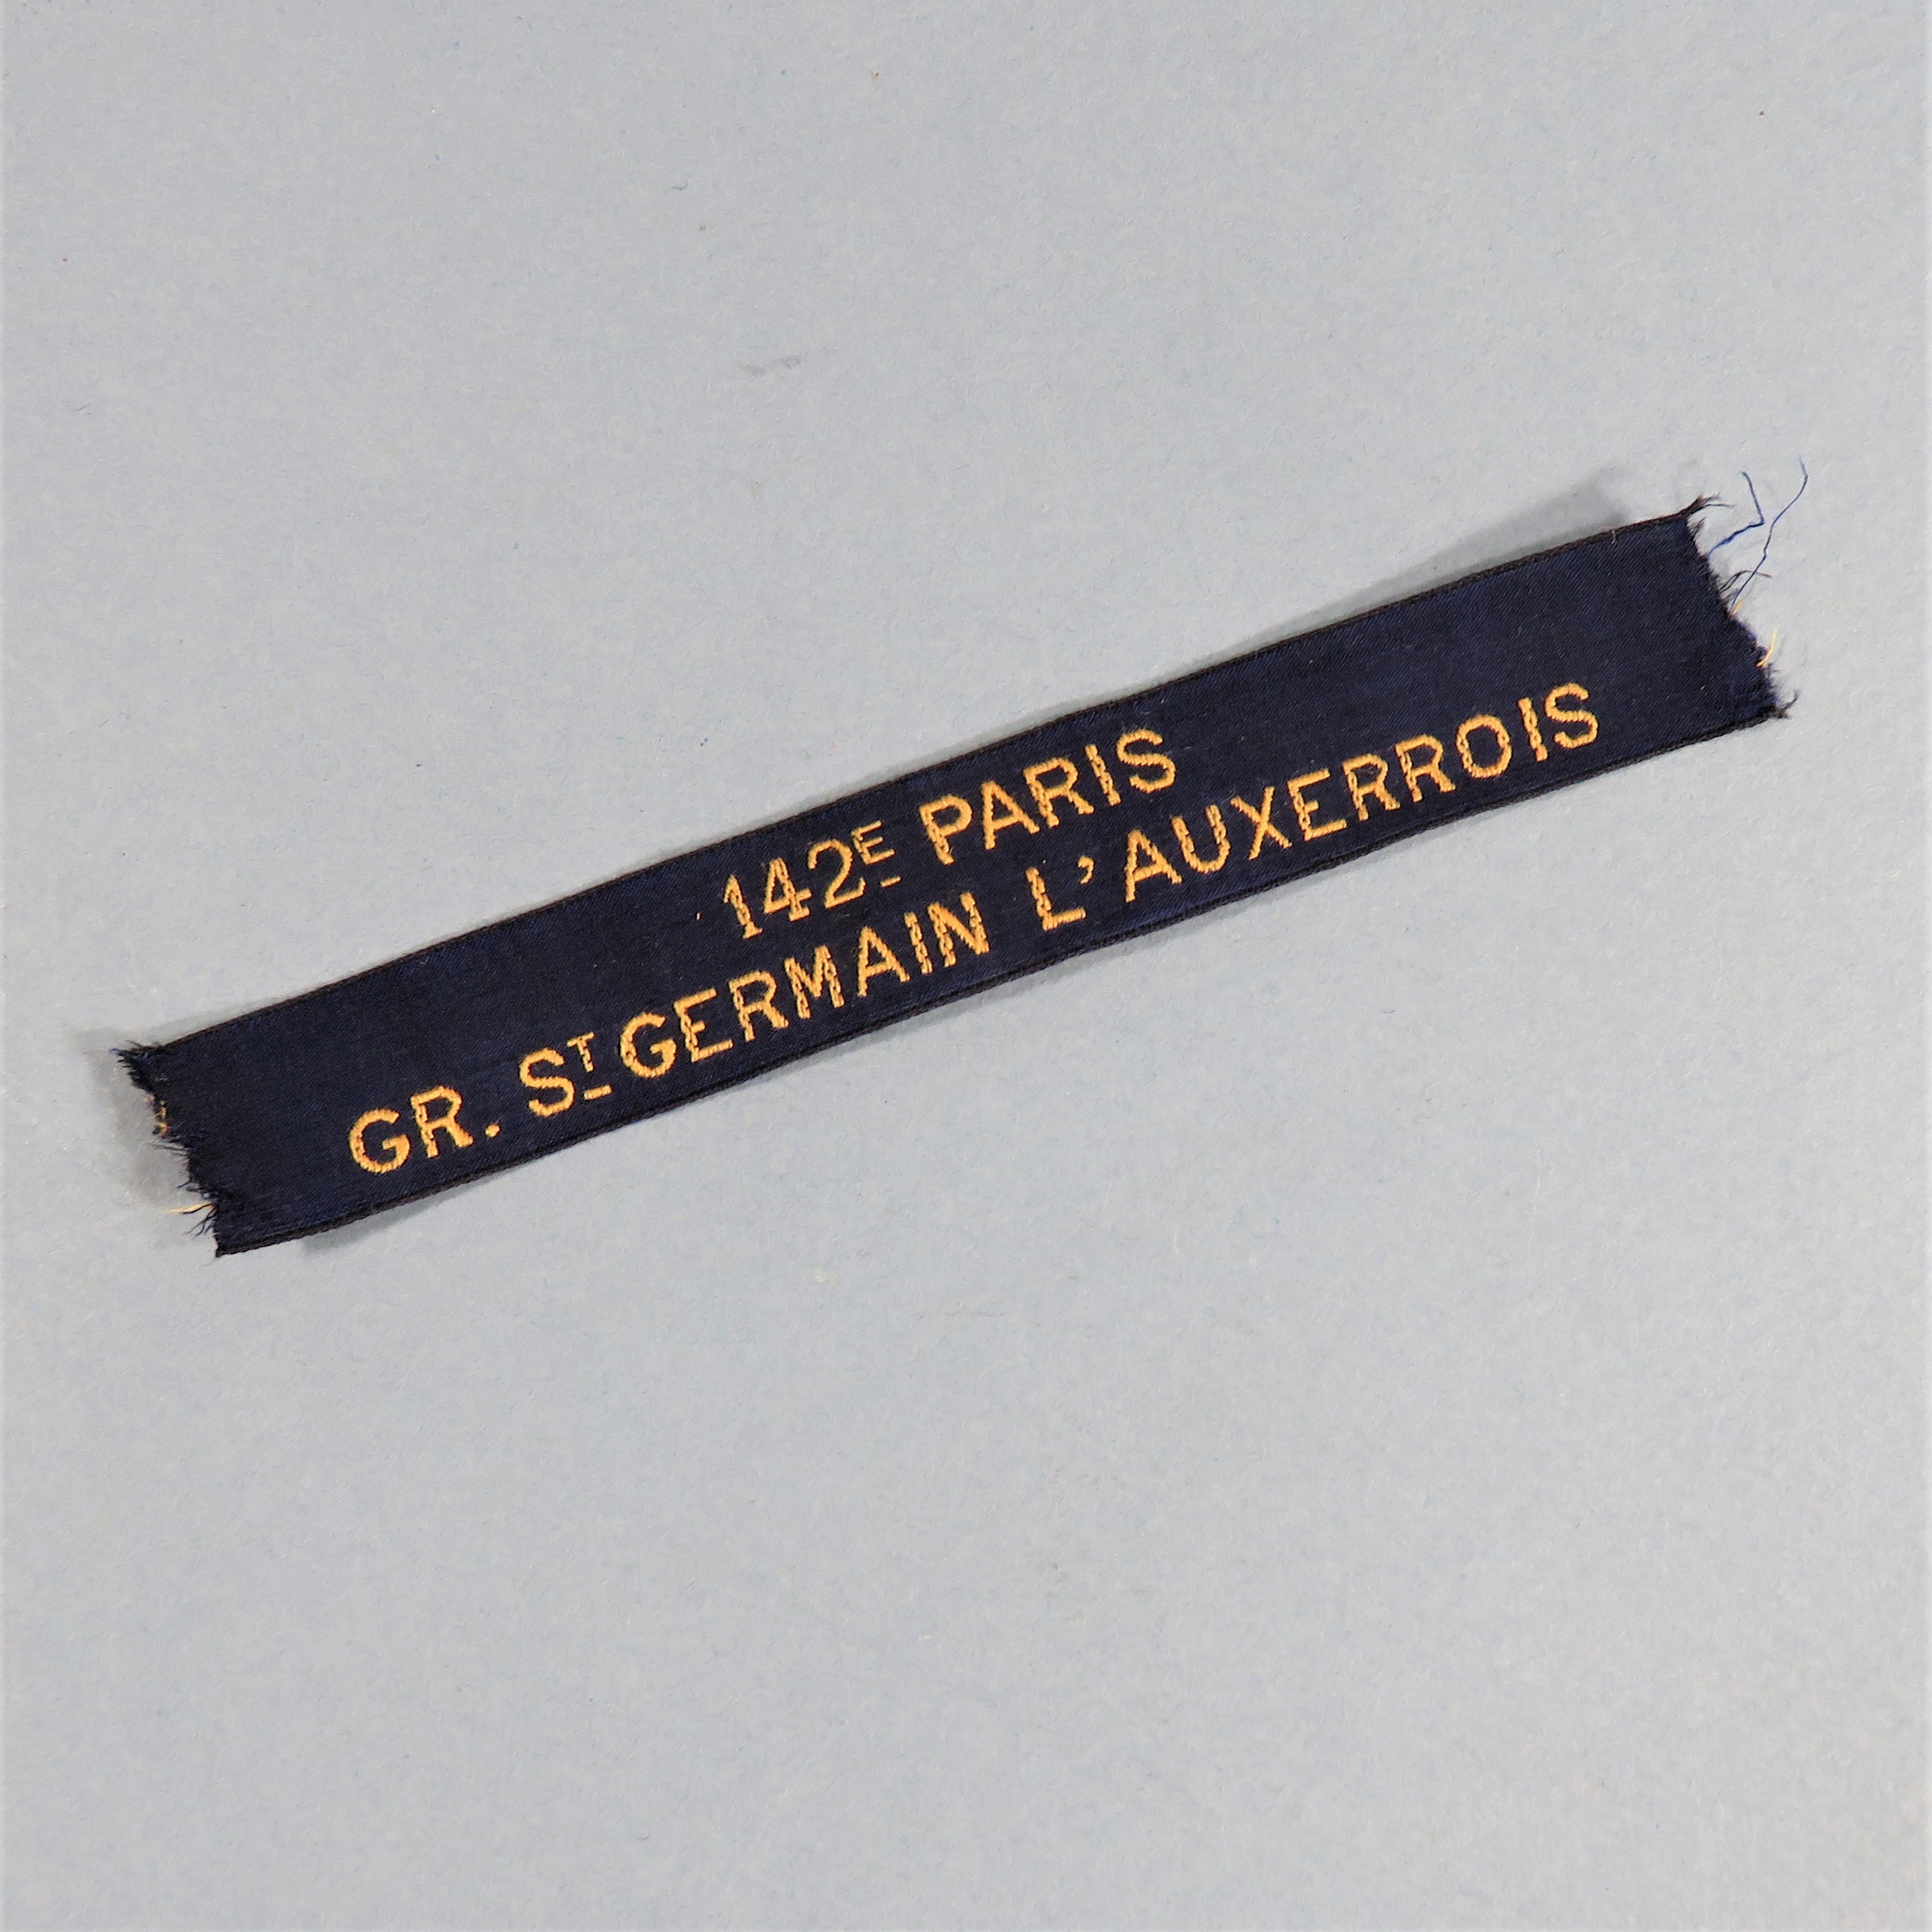 142E PARIS
GR. ST GERMAIN L'AUXERROIS